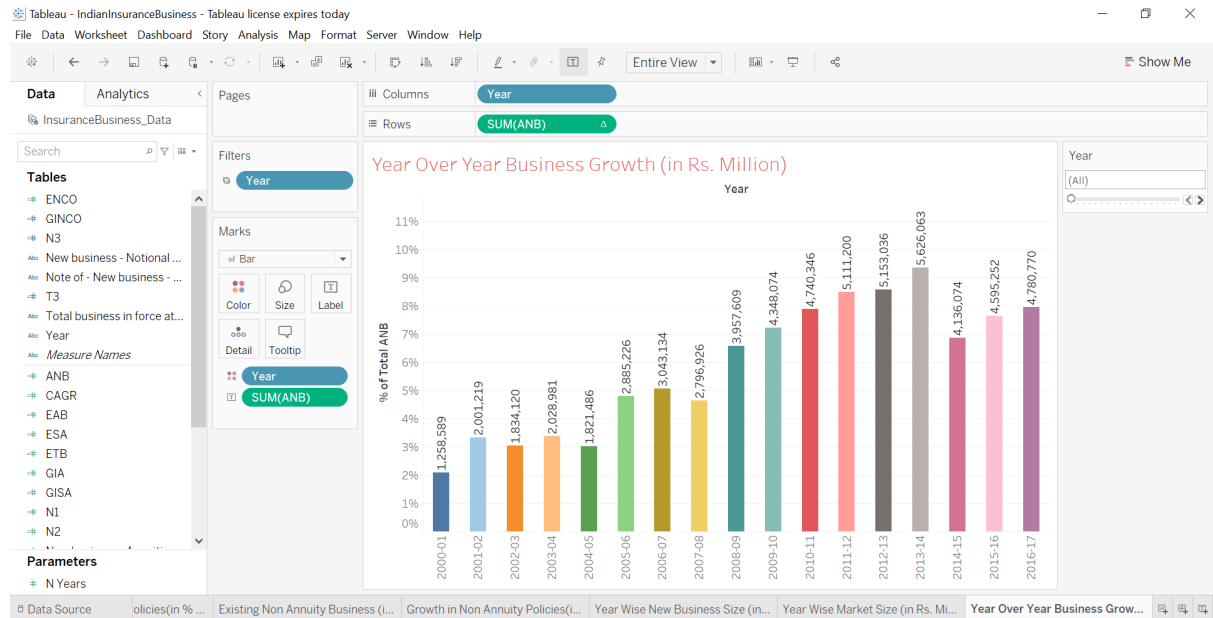 Tableau - IndianInsuranceBusiness - Tableau license expires today
File Data Worksheet Dashboard Story Analysis Map Format Server Window Help
Entire View
Show Me
Data Analytics
InsuranceBusiness_Data
Search
Tables
ENCO
GINCO
N3
Abc New business - Notional ...
Abc Note of - New business - ...
T3
Abc Total business in force at...
Abc Year
Abc Measure Names
ANB
CAGR
EAB
ESA
ETB
GIA
GISA
N1
N2
Parameters
# N Years
Pages
Filters
Year
Marks
Bar
Color Size Label
Detail Tooltip
Year
SUM(ANB)
Columns Year
Rows SUM(ANB) Δ
Year Over Year Business Growth (in Rs. Million)
Year
% of Total ANB
11%
10%
9%
8%
7%
6%
5%
4%
3%
2%
1%
0%
1,258,589
2,001,219
1,834,120
2,028,981
1,821,486
2,885,226
3,043,134
2,796,926
3,957,609
4,348,074
4,740,346
5,111,200
5,153,036
5,626,063
4,136,074
4,595,252
4,780,770
2000-01
2001-02
2002-03
2003-04
2004-05
2005-06
2006-07
2007-08
2008-09
2009-10
2010-11
2011-12
2012-13
2013-14
2014-15
2015-16
2016-17
Year
(All)
Data Source olicies(in % ... Existing Non Annuity Business (i... Growth in Non Annuity Policies(i... Year Wise New Business Size (in... Year Wise Market Size (in Rs. Mi... Year Over Year Business Grow...